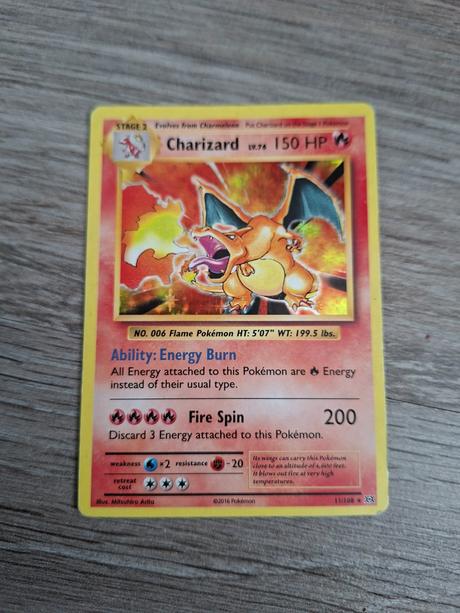 STAGE 2 Evolves from Charmeleon Put Charizard on the Stage 1 Pokémon
Charizard LV.76 150 HP
NO. 006 Flame Pokémon HT: 5'07" WT: 199.5 lbs.
Ability: Energy Burn
All Energy attached to this Pokémon are Energy
instead of their usual type.
Fire Spin 200
Discard 3 Energy attached to this Pokémon.
weakness ×2 resistance -20
retreat
cost
Its wings can carry this Pokémon
close to an altitude of 4,600 feet.
It blows out fire at very high
temperatures.
Illus. Mitsuhiro Arita ©2016 Pokémon 11/108